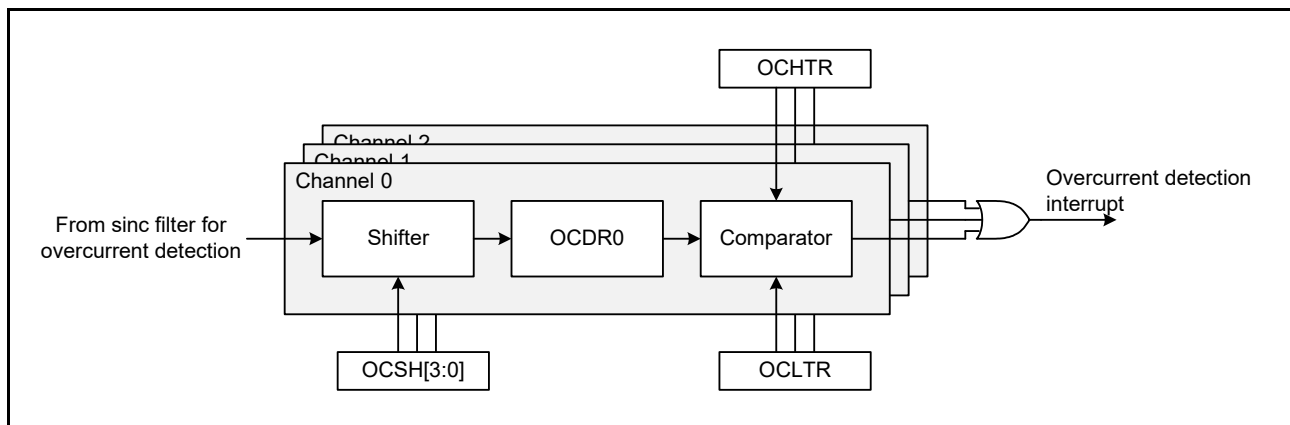 OCHTR
Channel 2
Channel 1
Channel 0
From sinc filter for
overcurrent detection
Shifter
OCDR0
Comparator
Overcurrent detection
interrupt
OCSH[3:0]
OCLTR